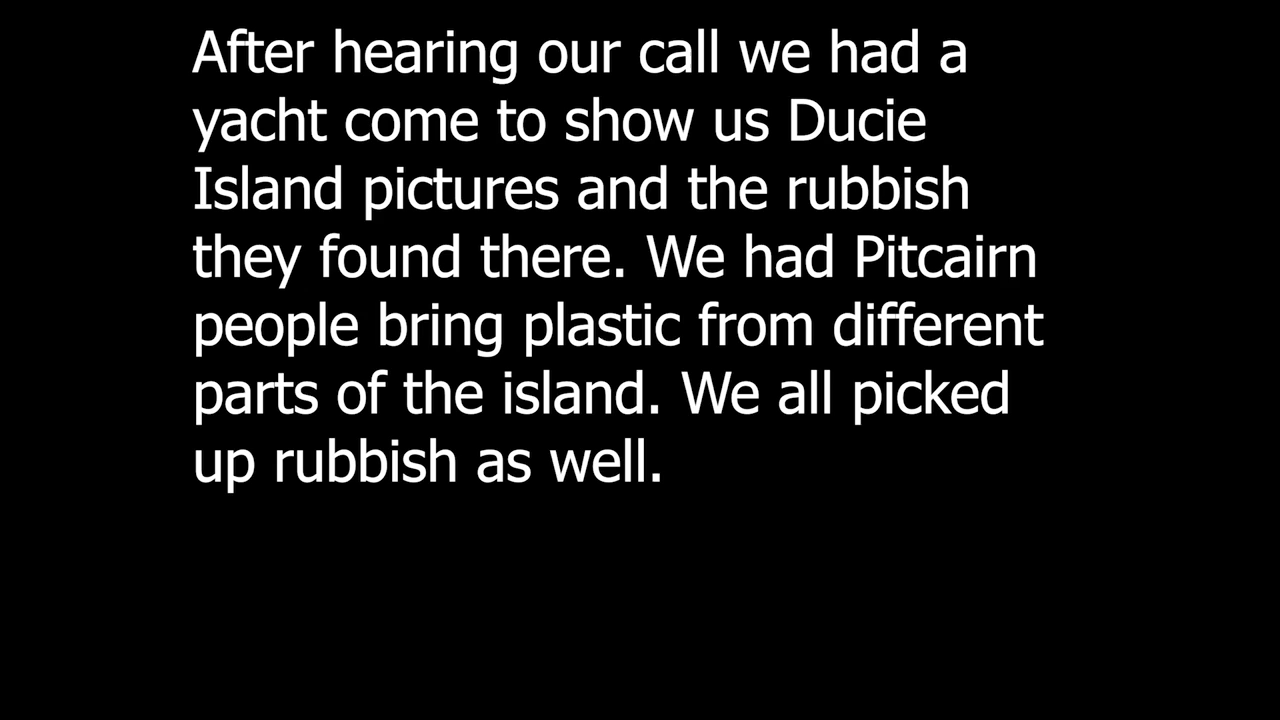 After hearing our call we had a
yacht come to show us Ducie
Island pictures and the rubbish
they found there. We had Pitcairn
people bring plastic from different
parts of the island. We all picked
up rubbish as well.